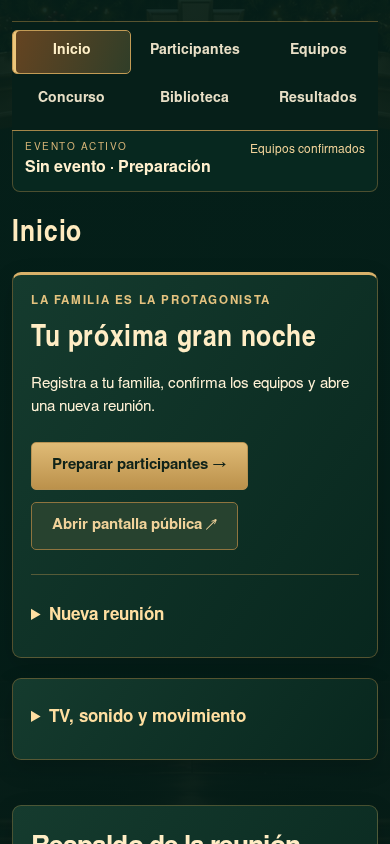 Inicio
Participantes
Equipos
Concurso
Biblioteca
Resultados
EVENTO ACTIVO
Equipos confirmados
Sin evento · Preparación
Inicio
LA FAMILIA ES LA PROTAGONISTA
Tu próxima gran noche
Registra a tu familia, confirma los equipos y abre
una nueva reunión.
Preparar participantes →
Abrir pantalla pública ↗
▶ Nueva reunión
▶ TV, sonido y movimiento
Respaldo de la reunión